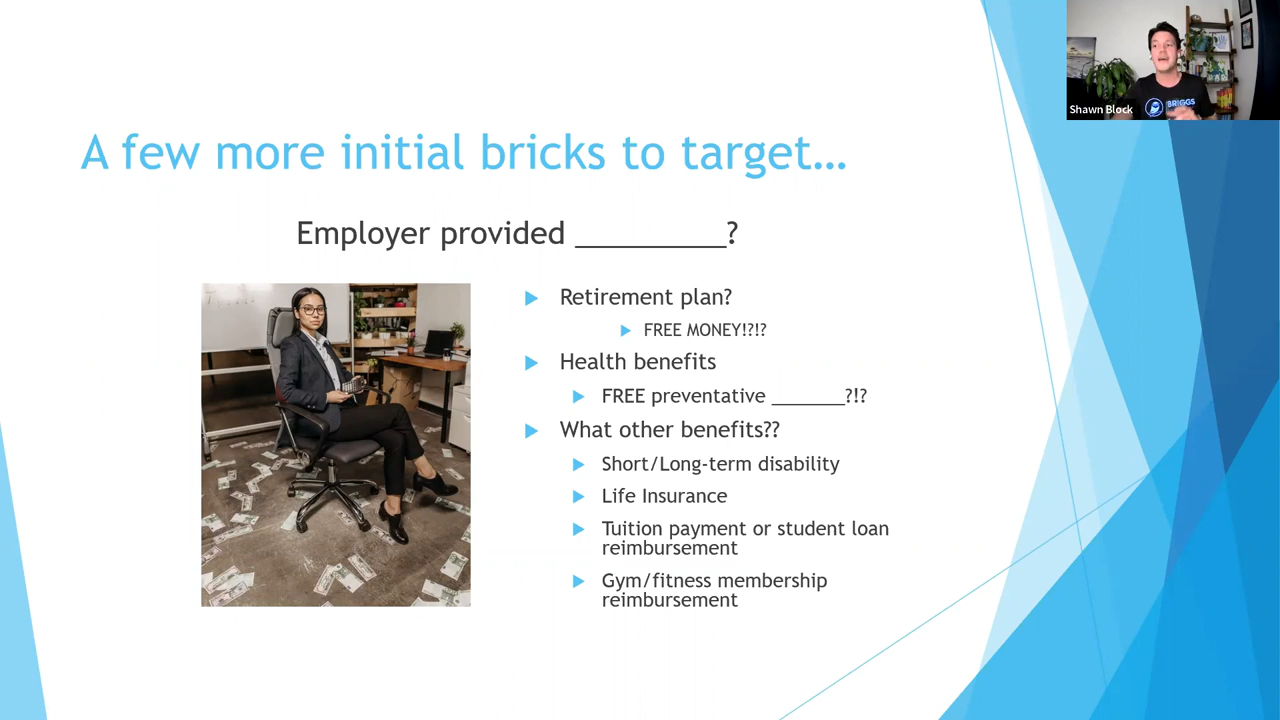 Shawn Block
BRIGGS
A few more initial bricks to target…
Employer provided __________?
Retirement plan?
FREE MONEY!?!?
Health benefits
FREE preventative _______?!?
What other benefits??
Short/Long-term disability
Life Insurance
Tuition payment or student loan
reimbursement
Gym/fitness membership
reimbursement